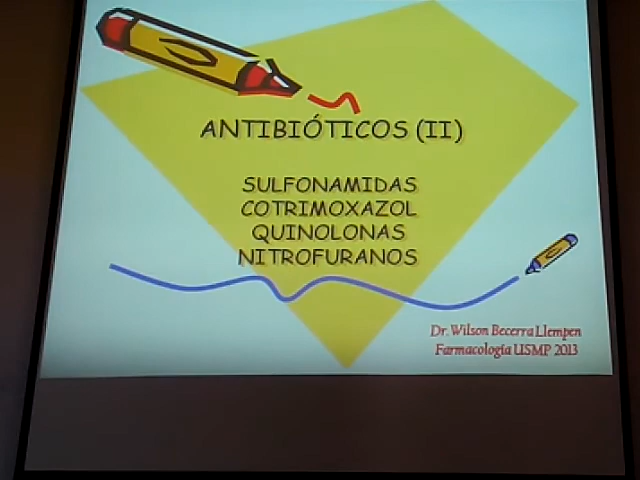 ANTIBIÓTICOS (II)
SULFONAMIDAS
COTRIMOXAZOL
QUINOLONAS
NITROFURANOS
Dr. Wilson Becerra Llempen
Farmacología USMP 2013